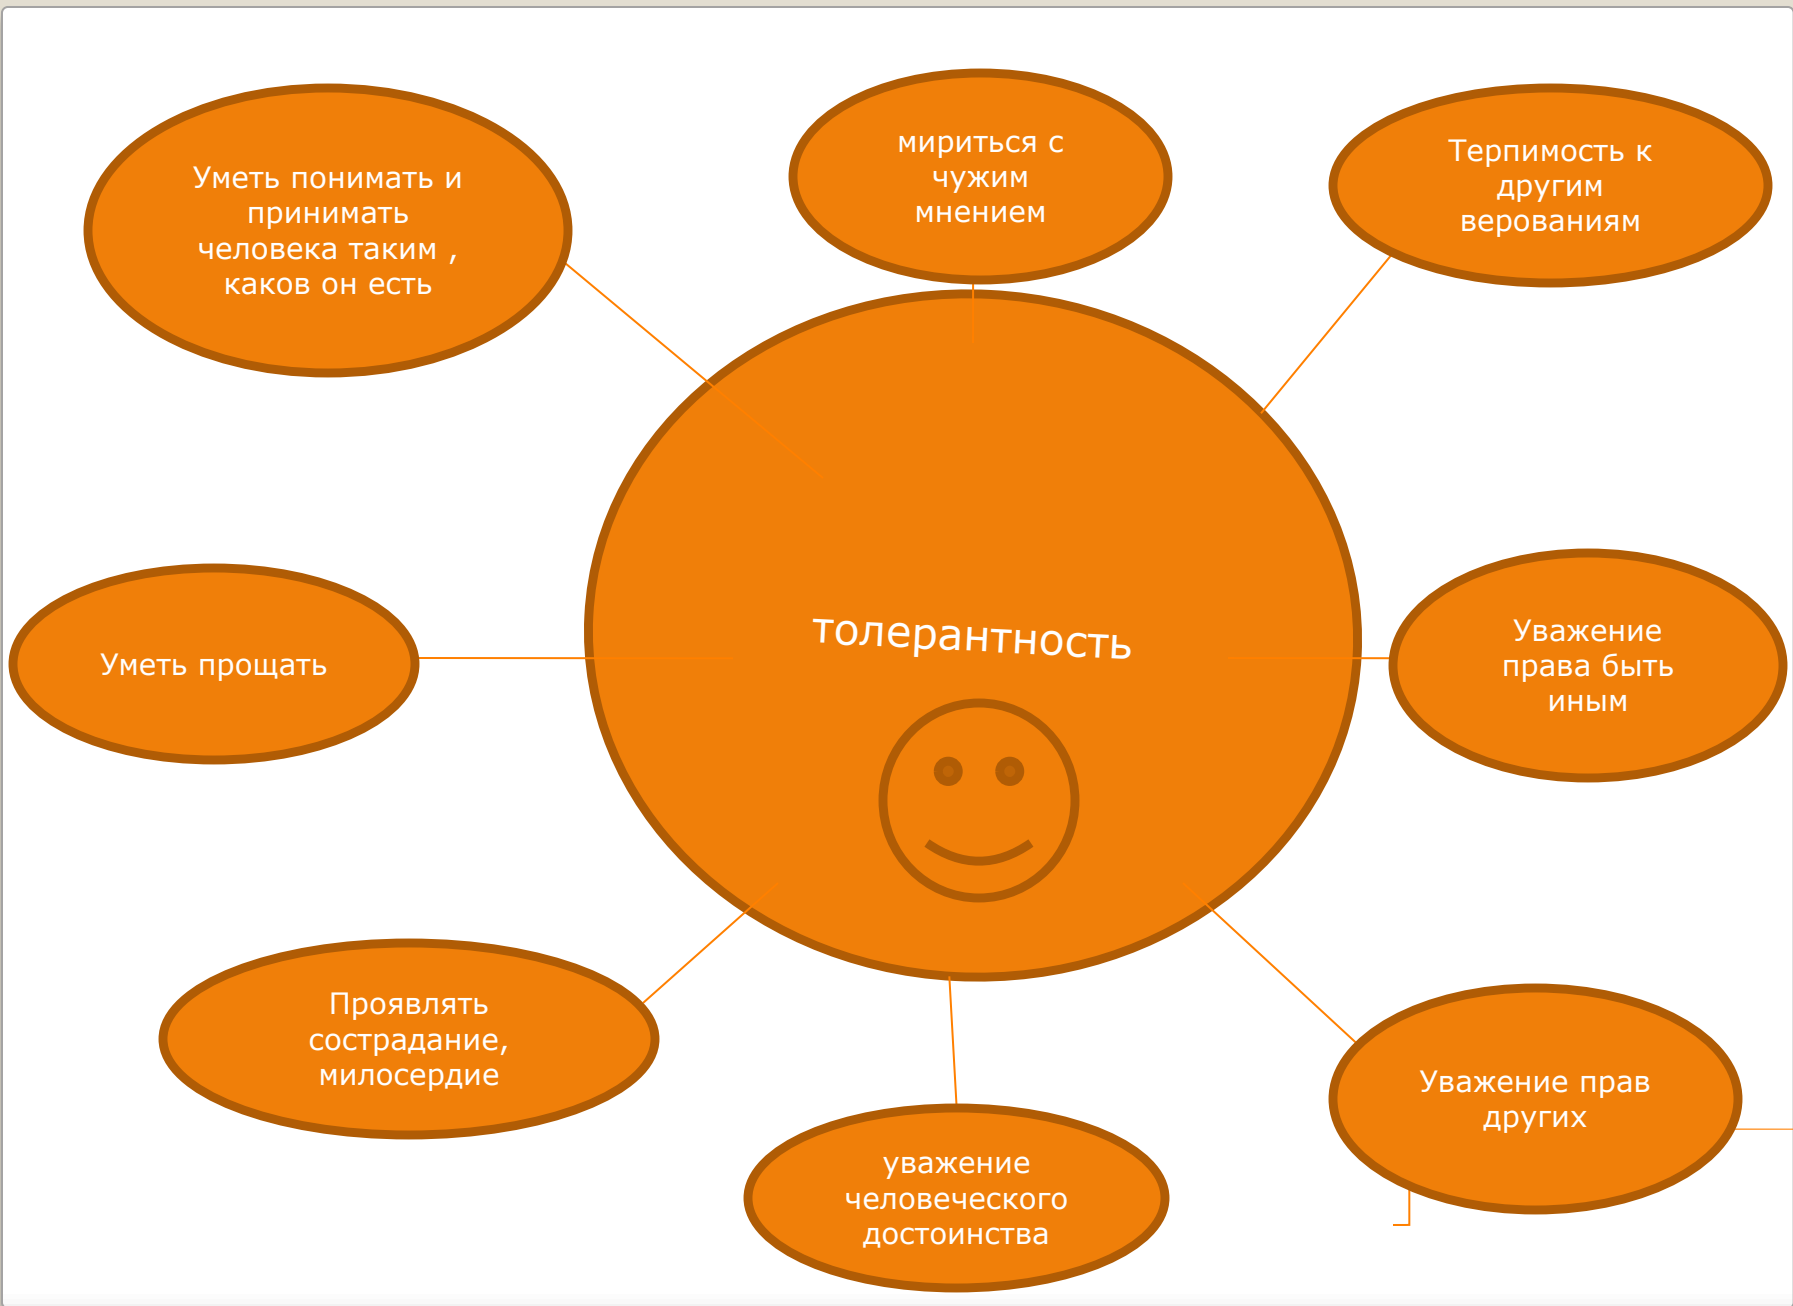 Уметь понимать и
принимать
человека таким ,
каков он есть
мириться с
чужим
мнением
Терпимость к
другим
верованиям
Уметь прощать
толерантность
Уважение
права быть
иным
Проявлять
сострадание,
милосердие
уважение
человеческого
достоинства
Уважение прав
других